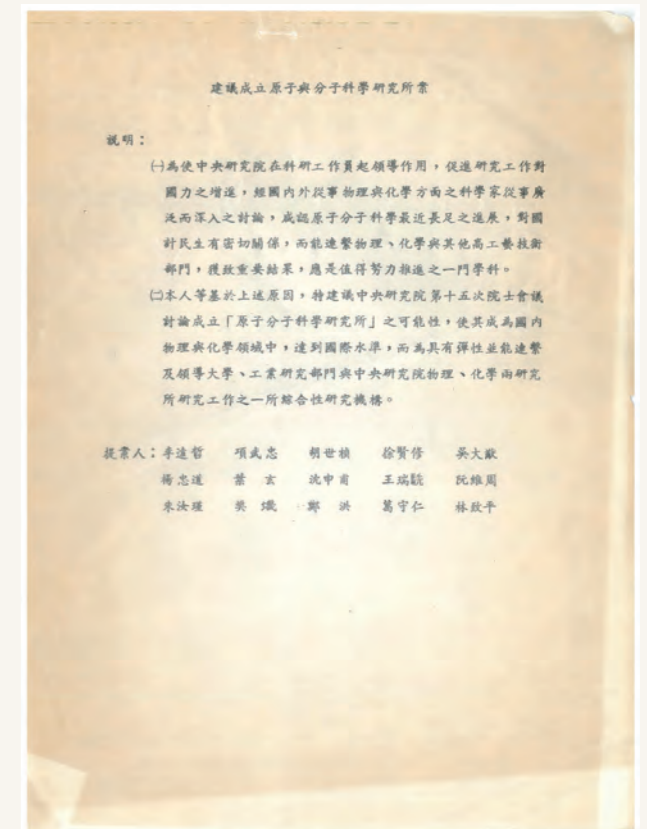 建議成立原子與分子科學研究所案
說明：
㈠為使中央研究院在科研工作員起領導作用，促進研究工作對
國力之增進，經國內外從事物理與化學方面之科學家從事廣
泛而深入之討論，咸認原子分子科學最近長足之進展，對國
計民生有密切關係，而能連繫物理、化學與其他高工藝技術
部門，獲致重要結果，應是值得努力推進之一門學科。
㈡本人等基於上述原因，特建議中央研究院第十五次院士會議
討論成立「原子分子科學研究所」之可能性，使其成為國內
物理與化學領域中，達到國際水準，而為具有彈性並能連繫
及領導大學、工業研究部門與中央研究院物理、化學兩研究
所研究工作之一所綜合性研究機構。
提案人：李遠哲 項武忠 胡世楨 徐賢修 吳大猷
楊忠道 葉玄 沈申甫 王瑞駪 阮維周
朱汝瑾 樊𤍤 鄭洪 葛守仁 林致平